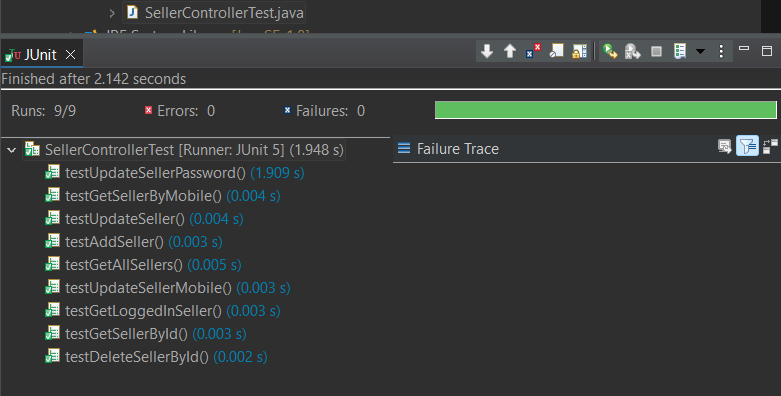 SellerControllerTest.java
JUnit
Finished after 2.142 seconds
Runs: 9/9 Errors: 0 Failures: 0
SellerControllerTest [Runner: JUnit 5] (1.948 s)
Failure Trace
testUpdateSellerPassword() (1.909 s)
testGetSellerByMobile() (0.004 s)
testUpdateSeller() (0.004 s)
testAddSeller() (0.003 s)
testGetAllSellers() (0.005 s)
testUpdateSellerMobile() (0.003 s)
testGetLoggedInSeller() (0.003 s)
testGetSellerById() (0.003 s)
testDeleteSellerById() (0.002 s)